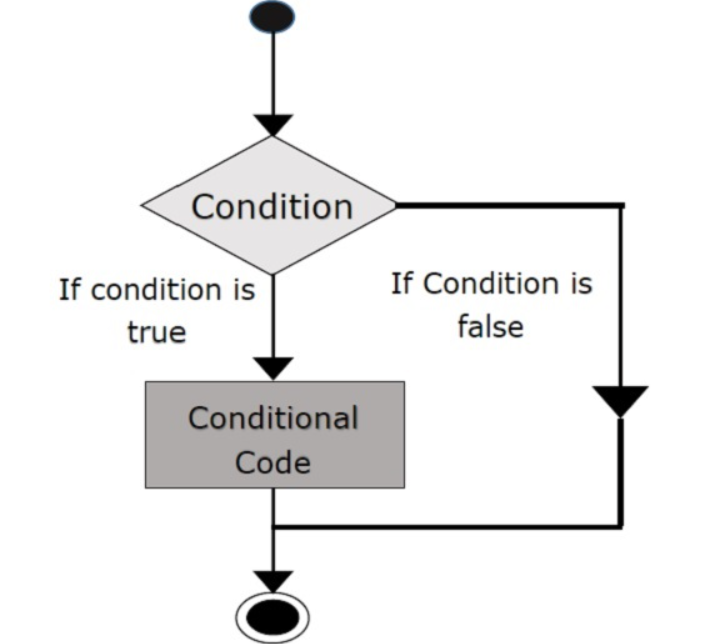 Condition
If condition is
true
If Condition is
false
Conditional
Code